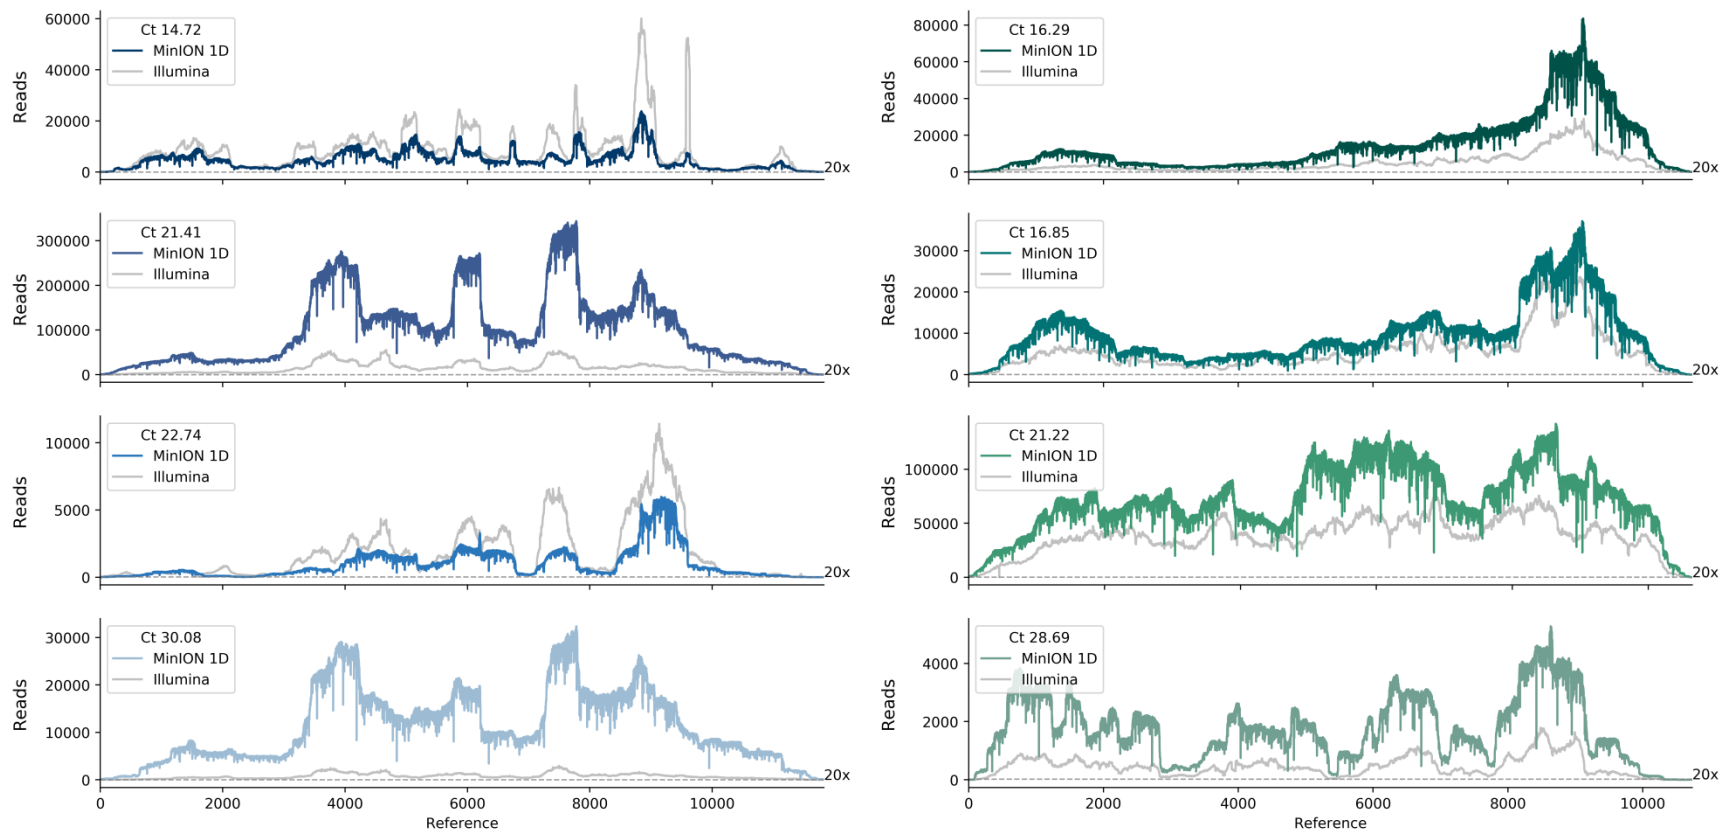 Ct 14.72
MinION 1D
Illumina
Reads
60000
40000
20000
0
20x
Ct 16.29
MinION 1D
Illumina
Reads
80000
60000
40000
20000
0
20x
Ct 21.41
MinION 1D
Illumina
Reads
300000
200000
100000
0
20x
Ct 16.85
MinION 1D
Illumina
Reads
30000
20000
10000
0
20x
Ct 22.74
MinION 1D
Illumina
Reads
10000
5000
0
20x
Ct 21.22
MinION 1D
Illumina
Reads
100000
50000
0
20x
Ct 30.08
MinION 1D
Illumina
Reads
30000
20000
10000
0
20x
0 2000 4000 6000 8000 10000
Reference
Ct 28.69
MinION 1D
Illumina
Reads
4000
2000
0
20x
0 2000 4000 6000 8000 10000
Reference